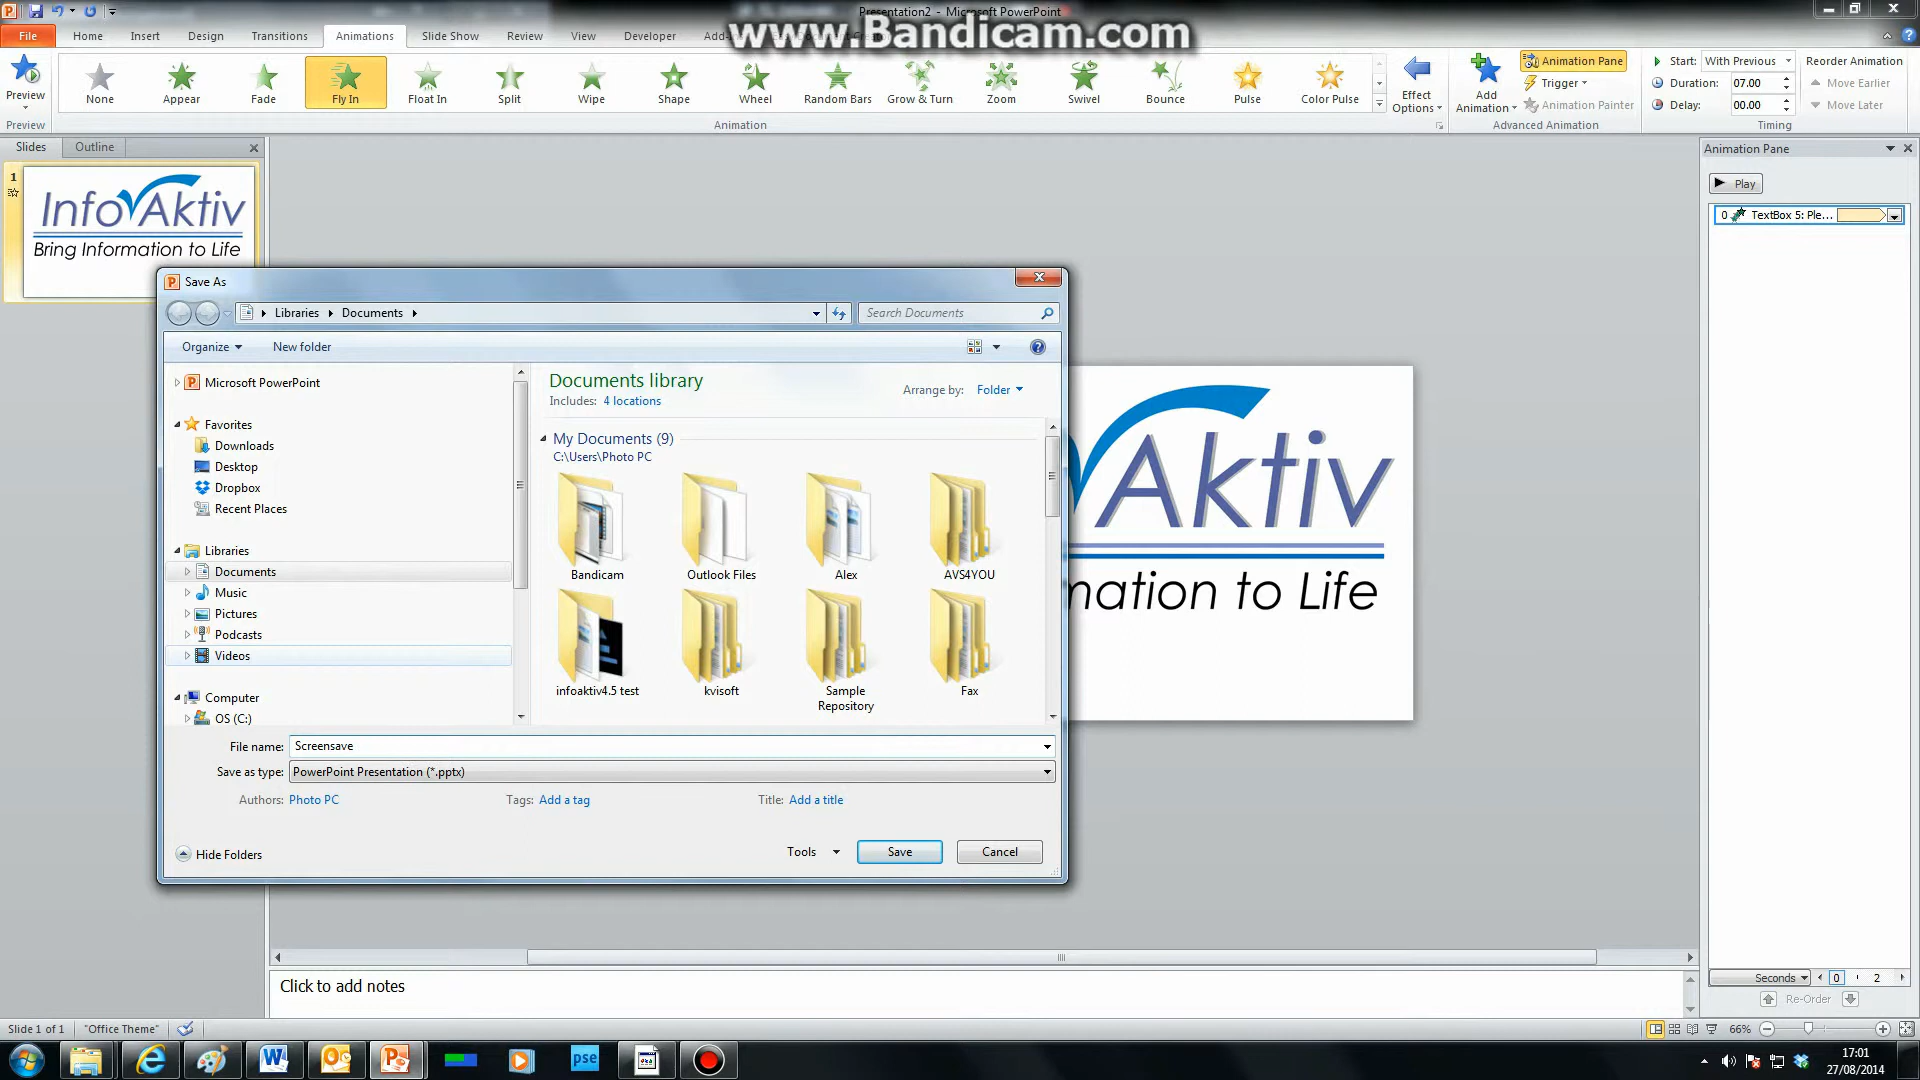 Presentation2 - Microsoft PowerPoint
www.Bandicam.com
File Home Insert Design Transitions Animations Slide Show Review View Developer
Preview
None
Appear
Fade
Fly In
Float In
Split
Wipe
Shape
Wheel
Random Bars
Grow & Turn
Zoom
Swivel
Bounce
Pulse
Color Pulse
Effect Options
Add Animation
Animation Pane
Trigger
Animation Painter
Start: With Previous
Duration: 07.00
Delay: 00.00
Reorder Animation
Move Earlier
Move Later
Preview
Animation
Advanced Animation
Timing
Slides Outline
1
InfoAktiv
Bring Information to Life
Animation Pane
Play
0 TextBox 5: Ple...
Save As
Libraries Documents
Search Documents
Organize New folder
Microsoft PowerPoint
Favorites
Downloads
Desktop
Dropbox
Recent Places
Libraries
Documents
Music
Pictures
Podcasts
Videos
Computer
OS (C:)
Documents library
Includes: 4 locations
Arrange by: Folder
My Documents (9)
C:\Users\Photo PC
Bandicam
Outlook Files
Alex
AVS4YOU
infoaktiv4.5 test
kvisoft
Sample Repository
Fax
File name: Screensave
Save as type: PowerPoint Presentation (*.pptx)
Authors: Photo PC
Tags: Add a tag
Title: Add a title
Hide Folders
Tools
Save
Cancel
Aktiv
mation to Life
Click to add notes
Seconds 0 2
Re-Order
Slide 1 of 1 "Office Theme"
66%
pse
17:01
27/08/2014